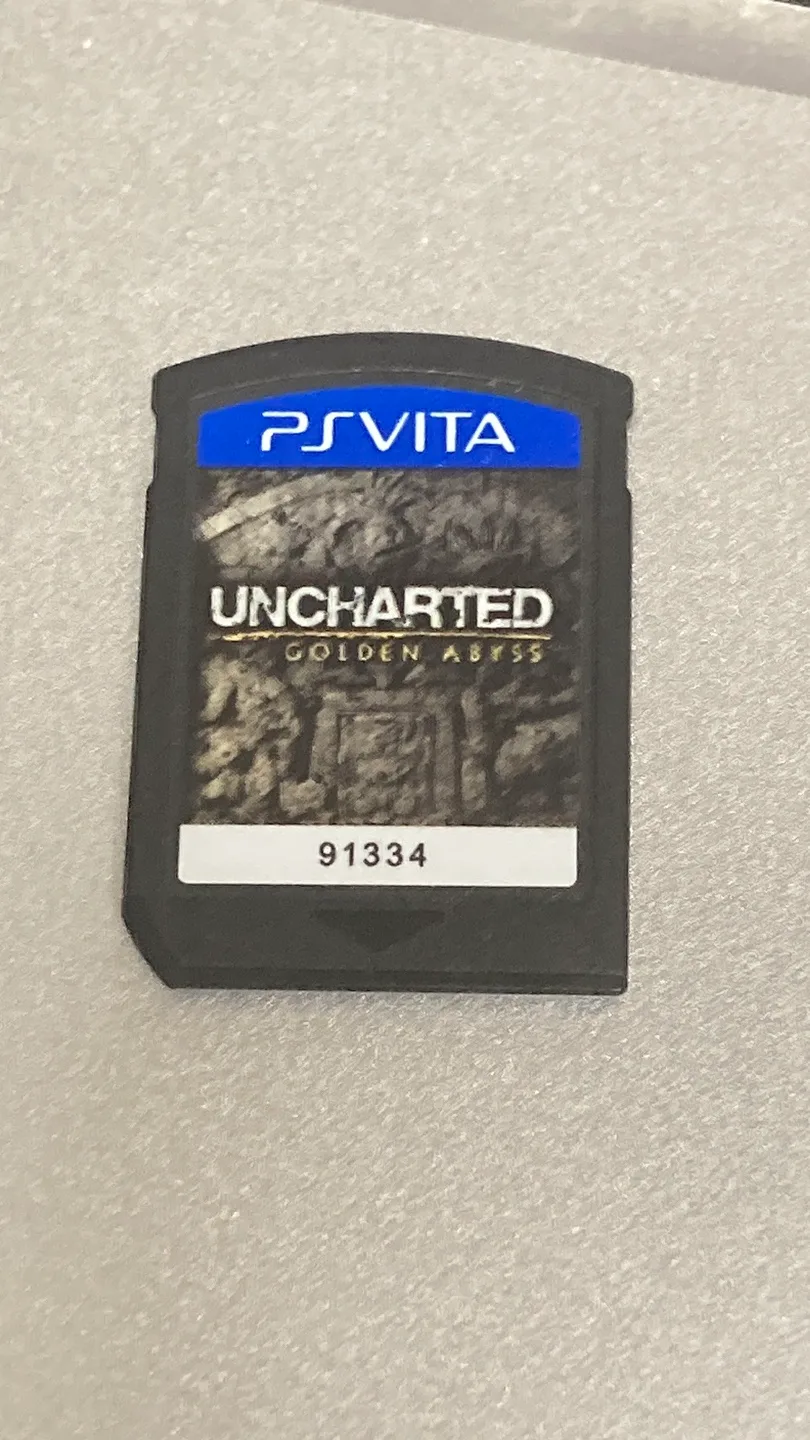 PSVITA
UNCHARTED
GOLDEN ABYSS
91334